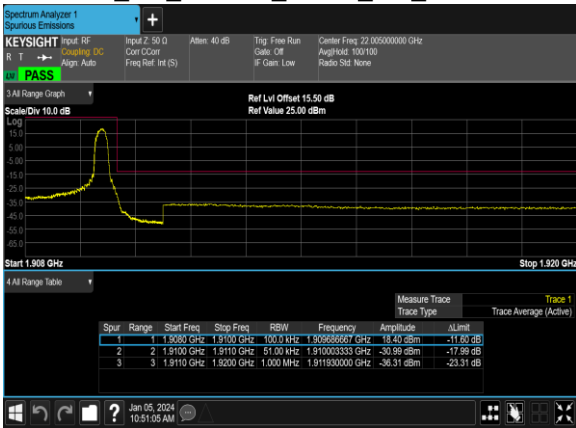 Spectrum Analyzer 1
Spurious Emissions
KEYSIGHT Input: RF Input Z: 50 Ω Atten: 40 dB Trig: Free Run Center Freq: 22.005000000 GHz
R T Coupling: DC Corr CCorr Gate: Off Avg|Hold: 100/100
Align: Auto Freq Ref: Int (S) IF Gain: Low Radio Std: None
PASS
3 All Range Graph
Ref Lvl Offset 15.50 dB
Scale/Div 10.0 dB Ref Value 25.00 dBm
Log
15.0
5.00
-5.00
-15.0
-25.0
-35.0
-45.0
-55.0
-65.0
Start 1.908 GHz Stop 1.920 GHz
4 All Range Table
Measure Trace Trace 1
Trace Type Trace Average (Active)
Spur Range Start Freq Stop Freq RBW Frequency Amplitude ΔLimit
1 1 1.9080 GHz 1.9100 GHz 100.0 kHz 1.909686667 GHz 18.40 dBm -11.60 dB
2 2 1.9100 GHz 1.9110 GHz 51.00 kHz 1.910003333 GHz -30.99 dBm -17.99 dB
3 3 1.9110 GHz 1.9200 GHz 1.000 MHz 1.911930000 GHz -36.31 dBm -23.31 dB
? Jan 05, 2024
10:51:05 AM